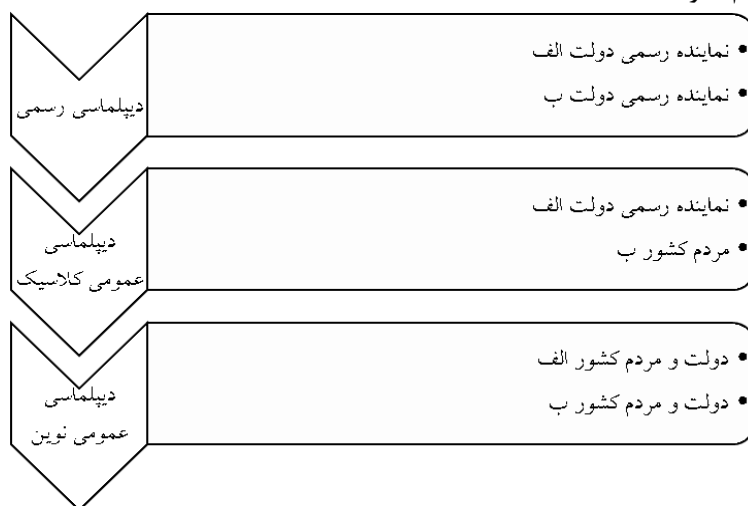 نماینده رسمی دولت الف
نماینده رسمی دولت ب
دیپلماسی رسمی
نماینده رسمی دولت الف
مردم کشور ب
دیپلماسی
عمومی کلاسیک
دولت و مردم کشور الف
دولت و مردم کشور ب
دیپلماسی
عمومی نوین